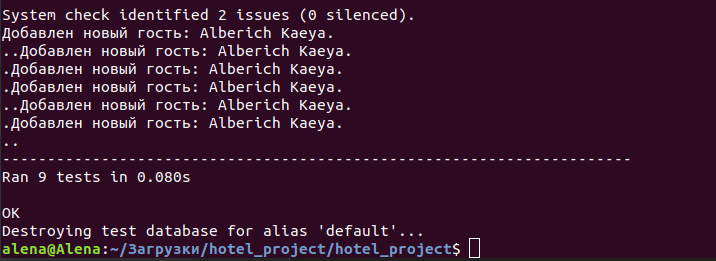 System check identified 2 issues (0 silenced).
Добавлен новый гость: Alberich Kaeya.
..Добавлен новый гость: Alberich Kaeya.
.Добавлен новый гость: Alberich Kaeya.
.Добавлен новый гость: Alberich Kaeya.
..Добавлен новый гость: Alberich Kaeya.
.Добавлен новый гость: Alberich Kaeya.
..
----------------------------------------------------------------------
Ran 9 tests in 0.080s
OK
Destroying test database for alias 'default'...
alena@Alena:~/Загрузки/hotel_project/hotel_project$